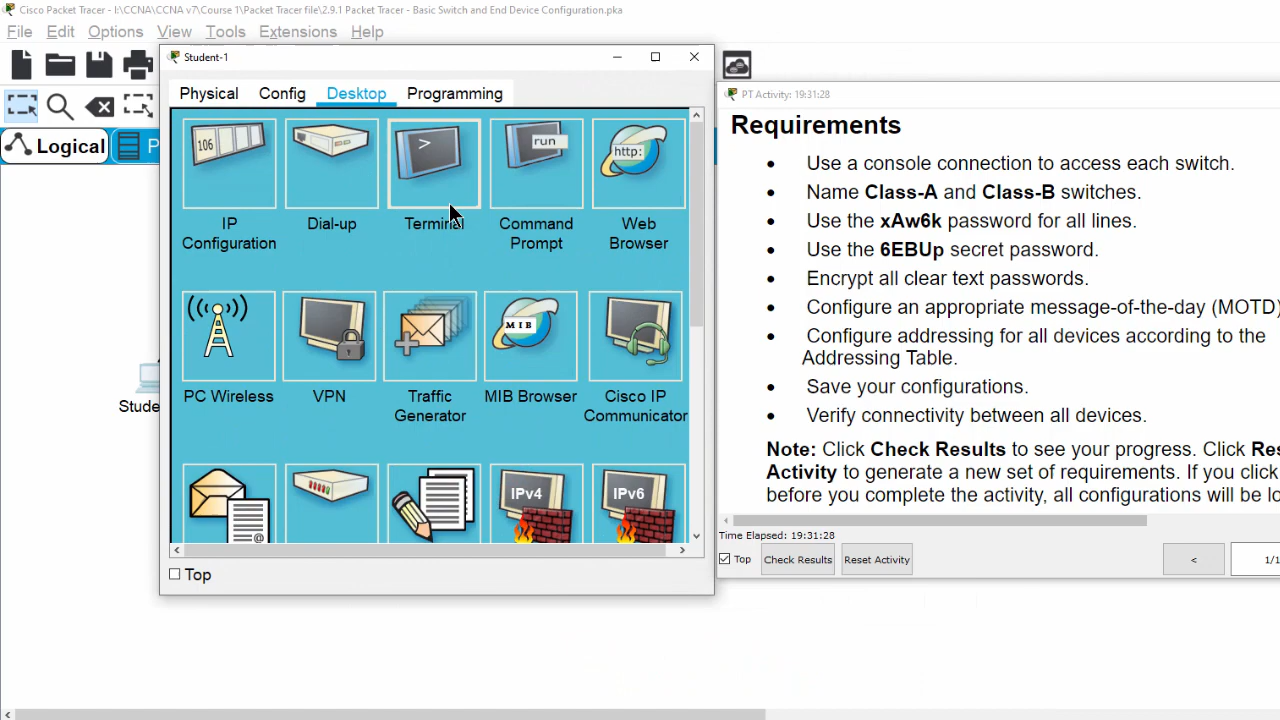 Cisco Packet Tracer - I:\CCNA\CCNA v7\Course 1\Packet Tracer file\2.9.1 Packet Tracer - Basic Switch and End Device Configuration.pka
File Edit Options View Tools Extensions Help
Student-1
Physical Config Desktop Programming
106
>
run
http:
IP Configuration
Dial-up
Terminal
Command Prompt
Web Browser
MIB
PC Wireless
VPN
Traffic Generator
MIB Browser
Cisco IP Communicator
@
IPv4
IPv6
Top
Logical
P
Stude
PT Activity: 19:31:28
Requirements
• Use a console connection to access each switch.
• Name Class-A and Class-B switches.
• Use the xAw6k password for all lines.
• Use the 6EBUp secret password.
• Encrypt all clear text passwords.
• Configure an appropriate message-of-the-day (MOTD)
• Configure addressing for all devices according to the
Addressing Table.
• Save your configurations.
• Verify connectivity between all devices.
Note: Click Check Results to see your progress. Click Res
Activity to generate a new set of requirements. If you click
before you complete the activity, all configurations will be lo
Time Elapsed: 19:31:28
Top Check Results Reset Activity < 1/1